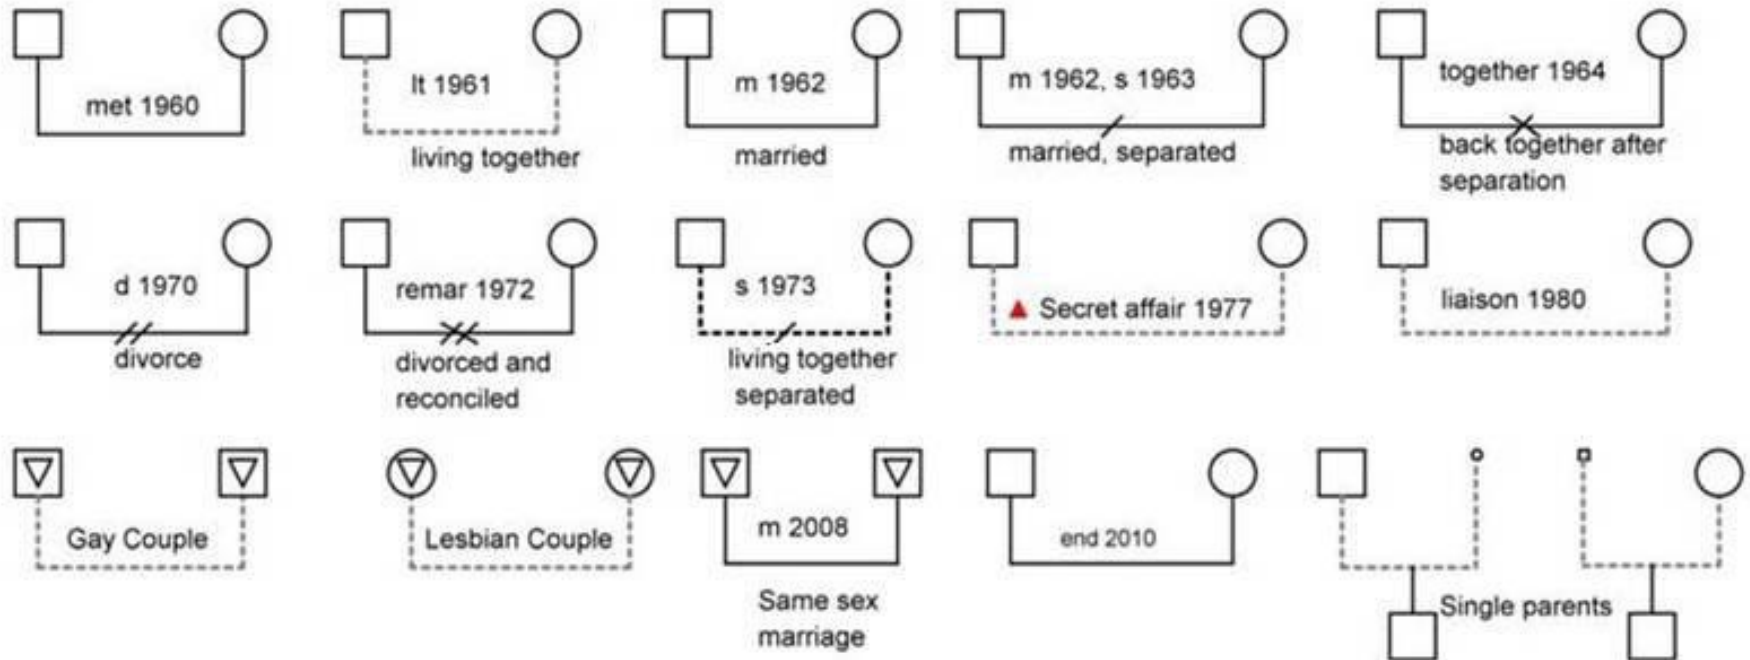 met 1960
lt 1961
living together
m 1962
married
m 1962, s 1963
married, separated
together 1964
back together after
separation
d 1970
divorce
remar 1972
divorced and
reconciled
s 1973
living together
separated
Secret affair 1977
liaison 1980
Gay Couple
Lesbian Couple
m 2008
Same sex
marriage
end 2010
Single parents